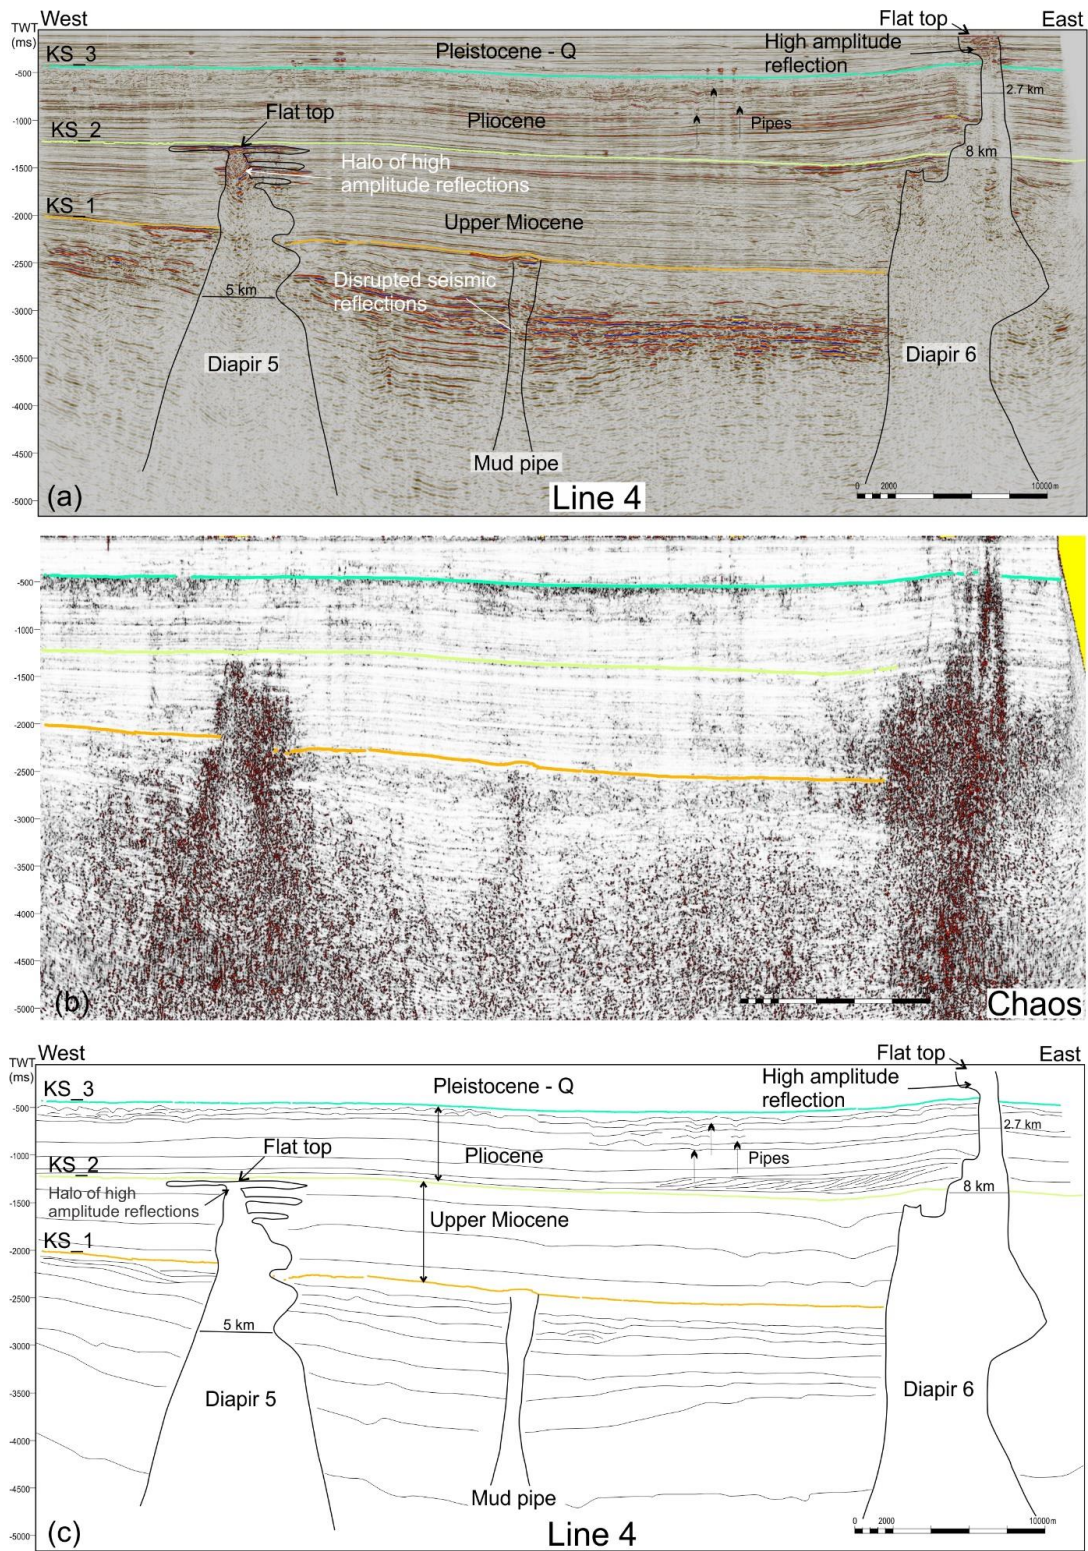 West
Flat top
East
TWT
(ms)
KS_3
Pleistocene - Q
High amplitude
reflection
-500
2.7 km
Flat top
Pliocene
Pipes
-1000
KS_2
8 km
-1500
Halo of high
amplitude reflections
KS_1
-2000
Upper Miocene
-2500
Disrupted seismic
reflections
5 km
-3000
Diapir 5
Diapir 6
-3500
-4000
Mud pipe
-4500
2000
10000m
(a)
Line 4
-5000
-500
-1000
-1500
-2000
-2500
-3000
-3500
-4000
-4500
(b)
Chaos
-5000
West
Flat top
East
TWT
(ms)
KS_3
Pleistocene - Q
High amplitude
reflection
-500
2.7 km
Flat top
Pliocene
Pipes
-1000
KS_2
8 km
Halo of high
amplitude reflections
-1500
Upper Miocene
KS_1
-2000
-2500
5 km
-3000
Diapir 5
Diapir 6
-3500
-4000
Mud pipe
-4500
2000
10000m
(c)
Line 4
-5000